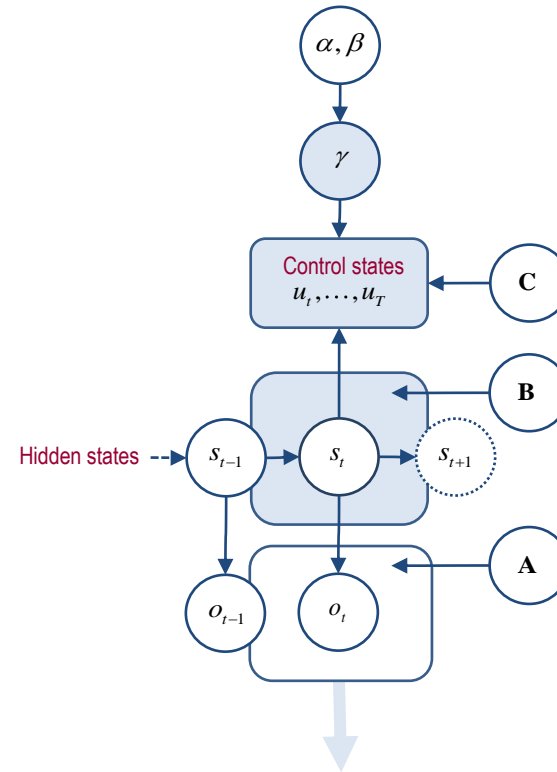 α, β
γ
Control states
u_t,…,u_T
C
B
Hidden states
s_{t−1}
s_t
s_{t+1}
A
o_{t−1}
o_t